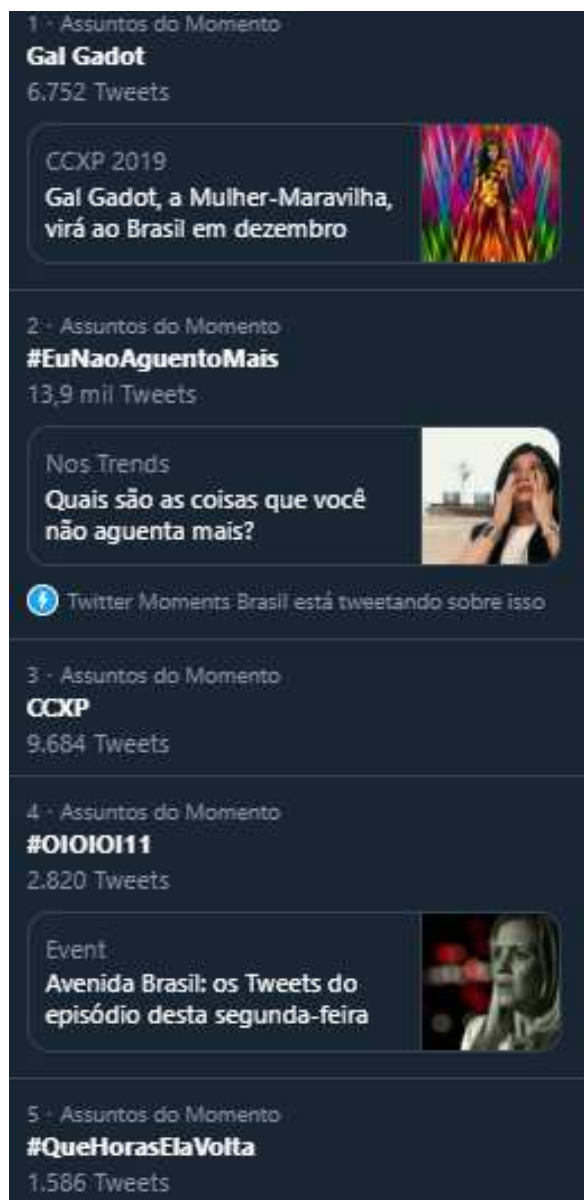 1 · Assuntos do Momento
Gal Gadot
6.752 Tweets
CCXP 2019
Gal Gadot, a Mulher-Maravilha,
virá ao Brasil em dezembro
2 · Assuntos do Momento
#EuNaoAguentoMais
13,9 mil Tweets
Nos Trends
Quais são as coisas que você
não aguenta mais?
Twitter Moments Brasil está tweetando sobre isso
3 · Assuntos do Momento
CCXP
9.684 Tweets
4 · Assuntos do Momento
#OIOIOI11
2.820 Tweets
Event
Avenida Brasil: os Tweets do
episódio desta segunda-feira
5 · Assuntos do Momento
#QueHorasElaVolta
1.586 Tweets